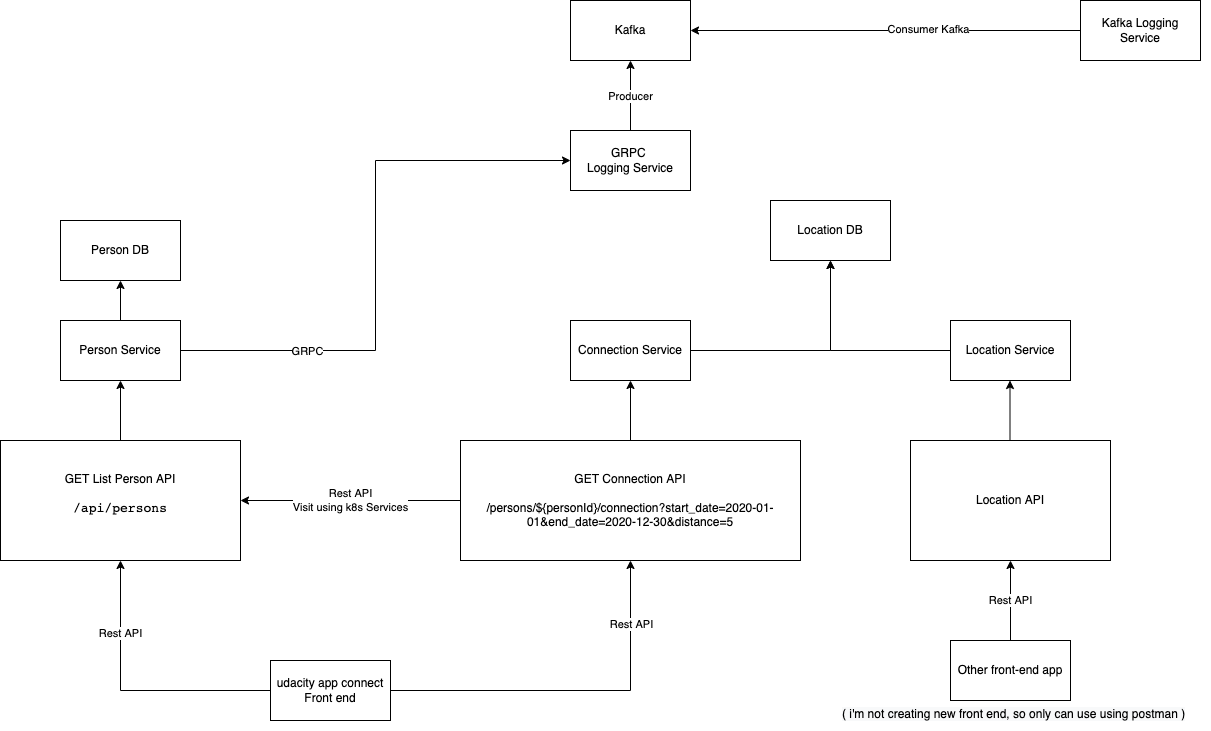 Kafka
Consumer Kafka
Kafka Logging
Service
Producer
GRPC
Logging Service
Person DB
Location DB
Person Service
GRPC
Connection Service
Location Service
GET List Person API
/api/persons
Rest API
Visit using k8s Services
GET Connection API
/persons/${personId}/connection?start_date=2020-01-
01&end_date=2020-12-30&distance=5
Location API
Rest API
Rest API
Rest API
udacity app connect
Front end
Other front-end app
( i'm not creating new front end, so only can use using postman )